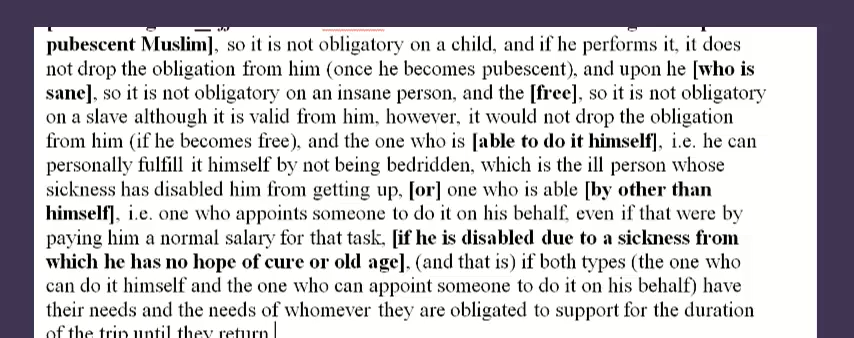 pubescent Muslim], so it is not obligatory on a child, and if he performs it, it does
not drop the obligation from him (once he becomes pubescent), and upon he [who is
sane], so it is not obligatory on an insane person, and the [free], so it is not obligatory
on a slave although it is valid from him, however, it would not drop the obligation
from him (if he becomes free), and the one who is [able to do it himself], i.e. he can
personally fulfill it himself by not being bedridden, which is the ill person whose
sickness has disabled him from getting up, [or] one who is able [by other than
himself], i.e. one who appoints someone to do it on his behalf, even if that were by
paying him a normal salary for that task, [if he is disabled due to a sickness from
which he has no hope of cure or old age], (and that is) if both types (the one who
can do it himself and the one who can appoint someone to do it on his behalf) have
their needs and the needs of whomever they are obligated to support for the duration
of the trip until they return